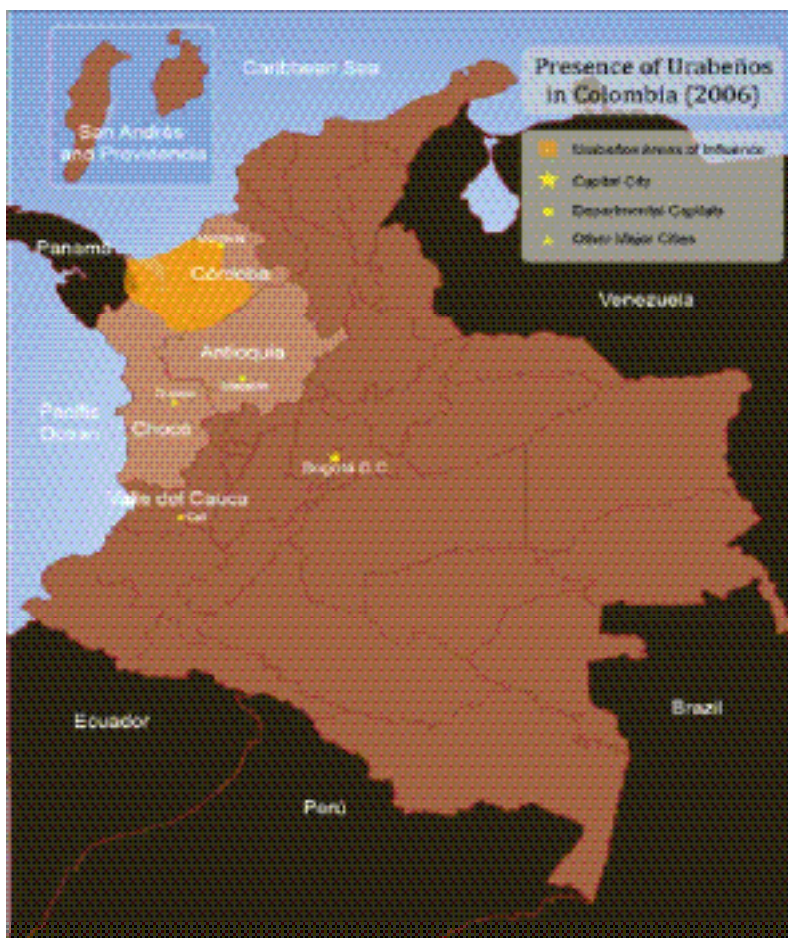 Caribbean Sea
Presence of Urabeños
in Colombia (2006)
San Andrés
and Providencia
Urabeños Areas of Influence
Capital City
Departmental Capitals
Other Major Cities
Panamá
Córdoba
Venezuela
Antioquia
Pacific
Ocean
Chocó
Bogotá D.C.
Valle del Cauca
Cali
Ecuador
Brazil
Perú